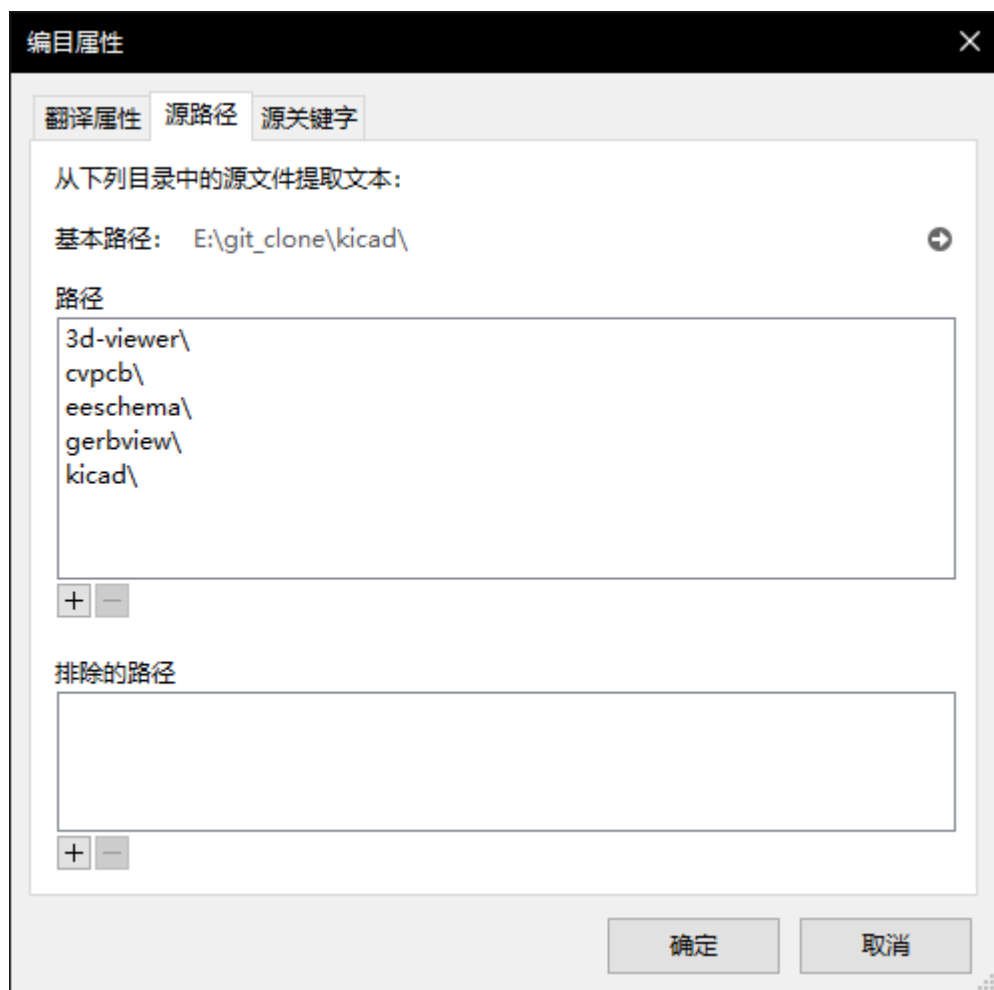 编目属性
翻译属性 源路径 源关键字
从下列目录中的源文件提取文本:
基本路径: E:\git_clone\kicad\
路径
3d-viewer\
cvpcb\
eeschema\
gerbview\
kicad\
排除的路径
确定 取消